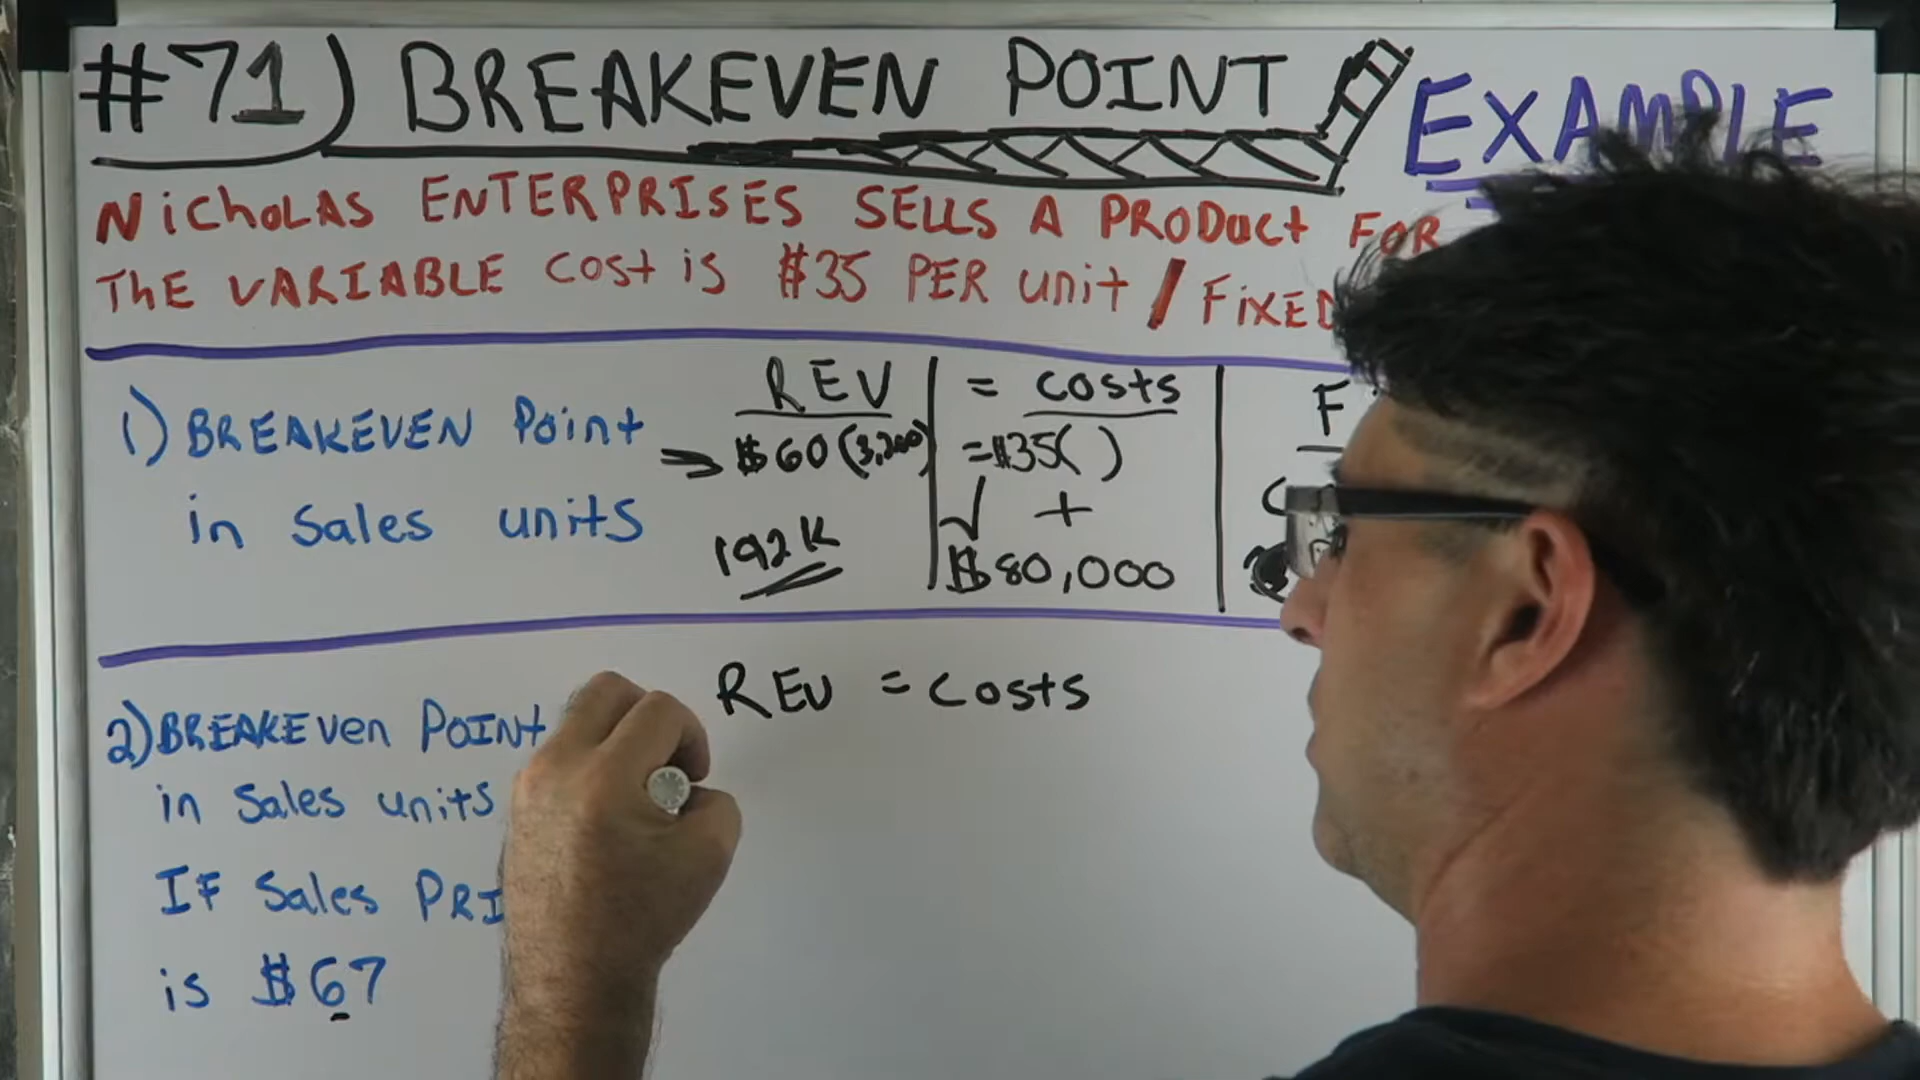 #71) BREAKEVEN POINT
EXAMPLE
NichOLAS ENTERPRISES SELLS A PRODuct FOR
ThE VARIABLE cost is $35 PER unit / FixED
1) BREAKEVEN Point
in Sales units
REV = costs
→ $60 (3,200) = $35( )
√ +
192K
$80,000
F
C
2) BREAKEven POINT
in Sales units
IF Sales PRI
is $67
REV = Costs